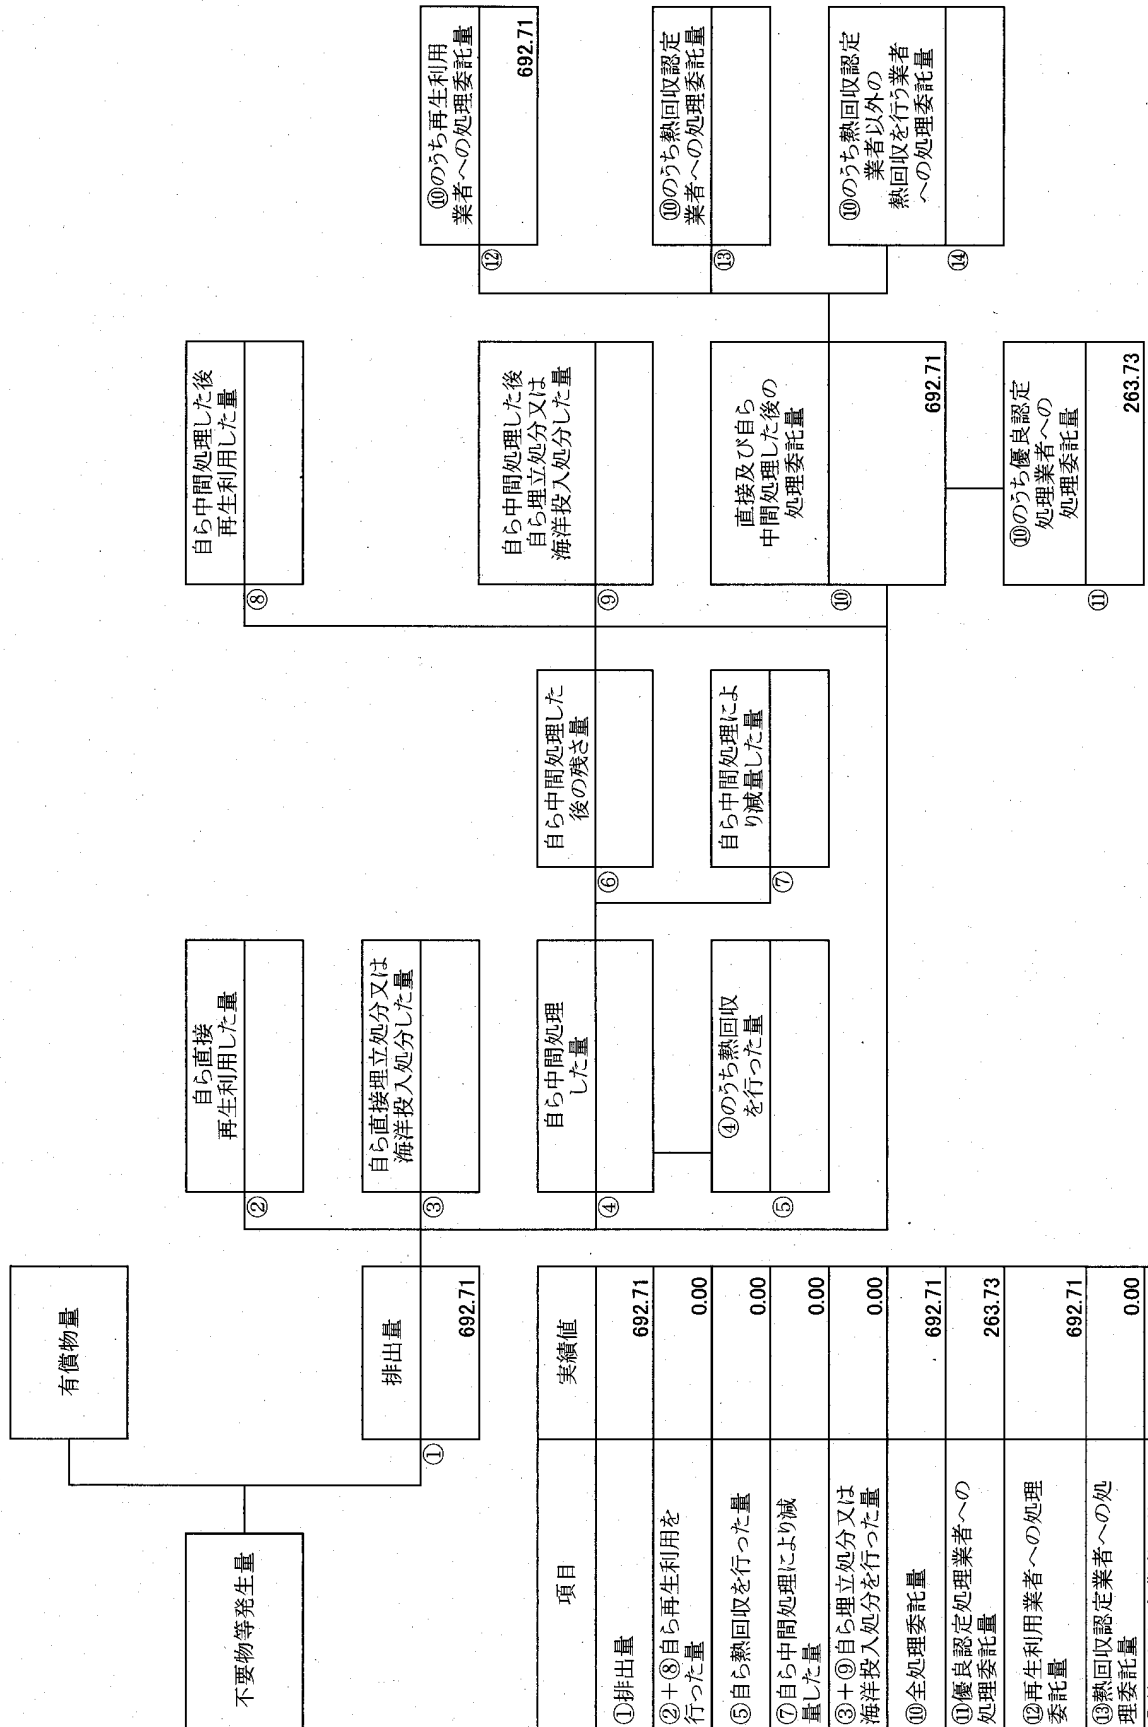 不要物等発生量
有償物量
排出量
①
692.71
自ら直接
再生利用した量
②
自ら直接埋立処分又は
海洋投入処分した量
③
自ら中間処理
した量
④
④のうち熱回収
を行った量
⑤
自ら中間処理した
後の残さ量
⑥
自ら中間処理によ
り減量した量
⑦
自ら中間処理した後
再生利用した量
⑧
自ら中間処理した後
自ら埋立処分又は
海洋投入処分した量
⑨
直接及び自ら
中間処理した後の
処理委託量
⑩
692.71
⑩のうち優良認定
処理業者への
処理委託量
⑪
263.73
⑩のうち再生利用
業者への処理委託量
⑫
692.71
⑩のうち熱回収認定
業者への処理委託量
⑬
⑩のうち熱回収認定
業者以外の
熱回収を行う業者
への処理委託量
⑭
項目 実績値
①排出量 692.71
②+⑧自ら再生利用を
行った量 0.00
⑤自ら熱回収を行った量 0.00
⑦自ら中間処理により減
量した量 0.00
③+⑨自ら埋立処分又は
海洋投入処分を行った量 0.00
⑩全処理委託量 692.71
⑪優良認定処理業者への
処理委託量 263.73
⑫再生利用業者への処理
委託量 692.71
⑬熱回収認定業者への処
理委託量 0.00